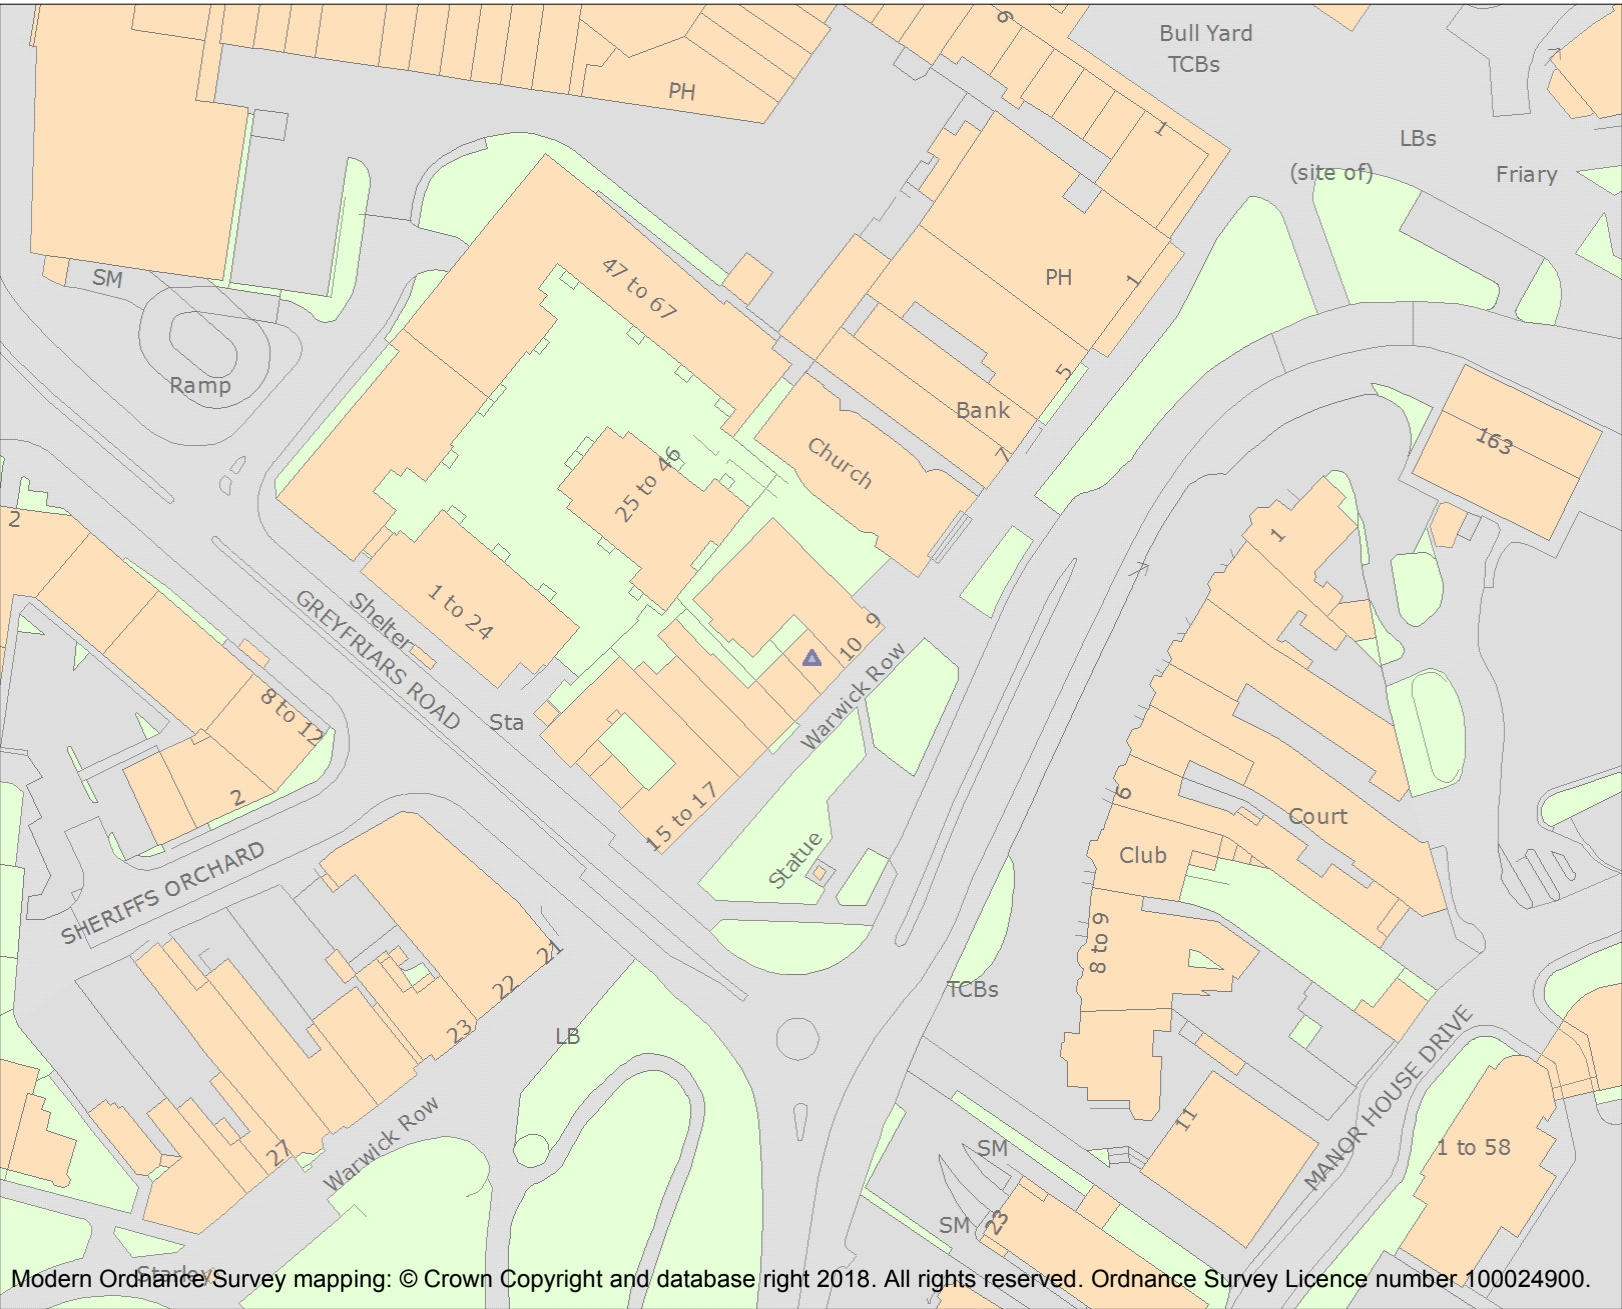 6
Bull Yard
TCBs
PH
1
LBs
(site of)
Friary
SM
47 to 67
PH
1
Ramp
5
Bank
7
163
Church
25 to 46
2
1
Shelter
1 to 24
GREYFRIARS ROAD
9
10
Warwick Row
8 to 12
Sta
2
15 to 17
6
Court
Statue
Club
SHERIFFS ORCHARD
21
22
23
8 to 9
TCBs
LB
MANOR HOUSE DRIVE
11
27
Warwick Row
SM
1 to 58
SM
23
Starley
Modern Ordnance Survey mapping: © Crown Copyright and database right 2018. All rights reserved. Ordnance Survey Licence number 100024900.